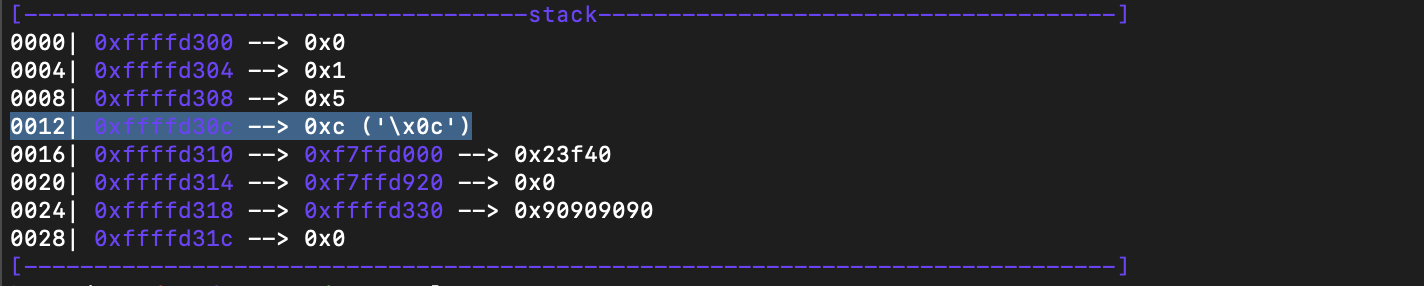 [------------------------------------stack-------------------------------------]
0000| 0xffffd300 --> 0x0
0004| 0xffffd304 --> 0x1
0008| 0xffffd308 --> 0x5
0012| 0xffffd30c --> 0xc ('\x0c')
0016| 0xffffd310 --> 0xf7ffd000 --> 0x23f40
0020| 0xffffd314 --> 0xf7ffd920 --> 0x0
0024| 0xffffd318 --> 0xffffd330 --> 0x90909090
0028| 0xffffd31c --> 0x0
[------------------------------------------------------------------------------]